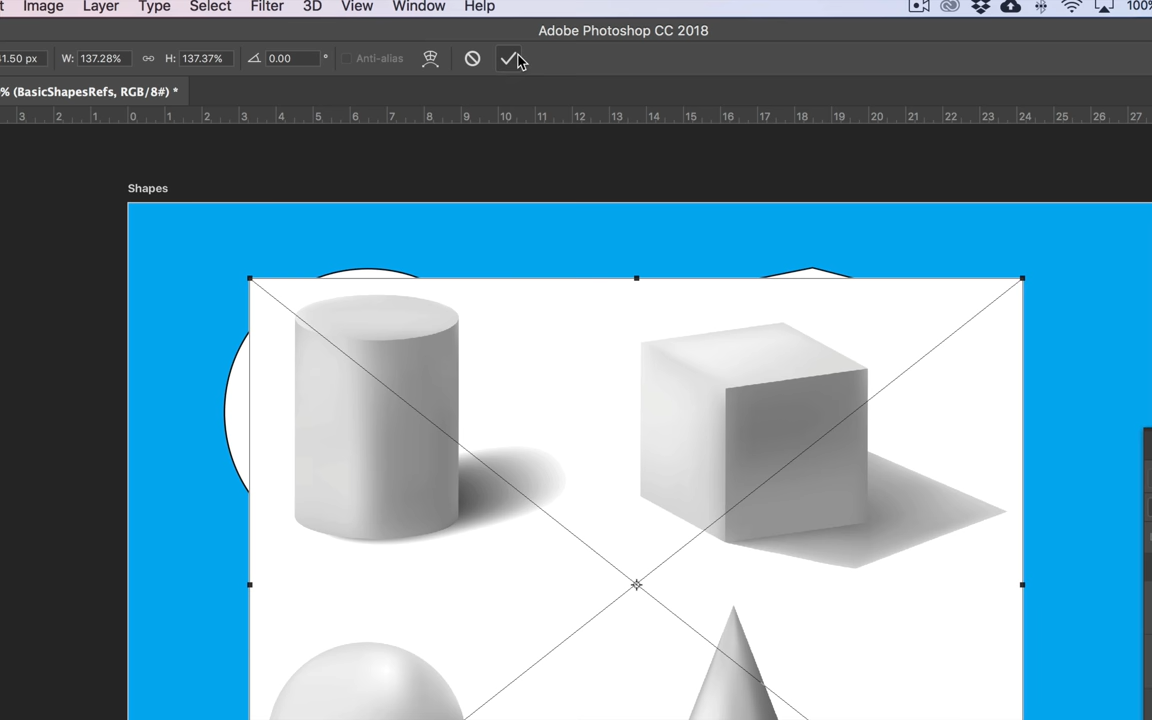 t Image Layer Type Select Filter 3D View Window Help 100%
Adobe Photoshop CC 2018
1.50 px W: 137.28% H: 137.37% 0.00 ° Anti-alias
% (BasicShapesRefs, RGB/8#) *
3 2 1 0 1 2 3 4 5 6 7 8 9 10 11 12 13 14 15 16 17 18 19 20 21 22 23 24 25 26 27
Shapes